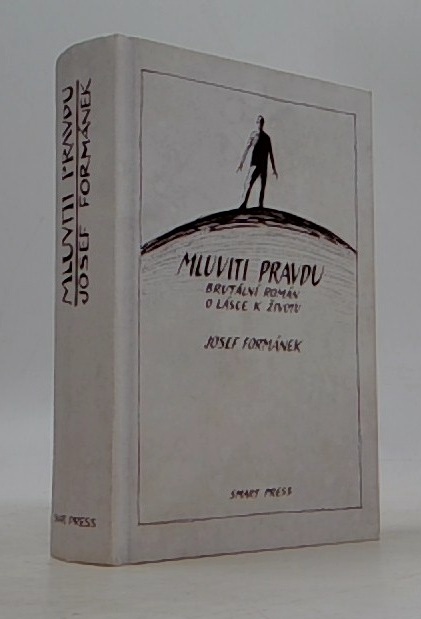 MLUVITI PRAVDU
JOSEF FORMÁNEK
SMART PRESS
MLUVITI PRAVDU
BRUTÁLNÍ ROMÁN
O LÁSCE K ŽIVOTU
JOSEF FORMÁNEK
SMART PRESS